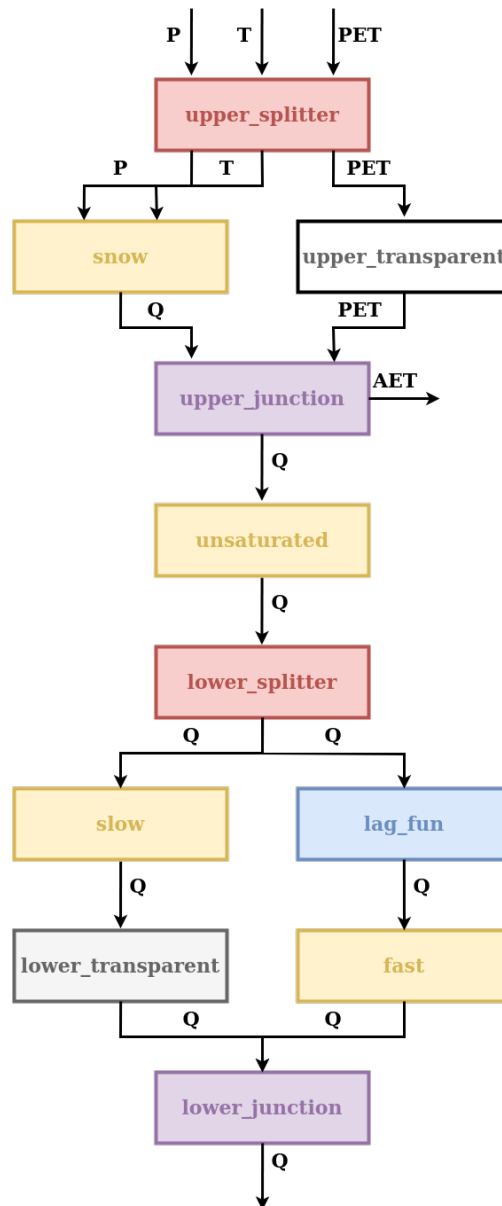 P T PET
upper_splitter
P T PET
snow upper_transparent
Q PET
upper_junction AET
Q
unsaturated
Q
lower_splitter
Q Q
slow lag_fun
Q Q
lower_transparent fast
Q Q
lower_junction
Q